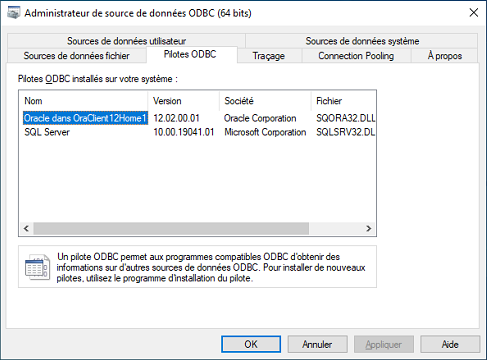 Administrateur de source de données ODBC (64 bits)
Sources de données utilisateur Sources de données système
Sources de données fichier Pilotes ODBC Traçage Connection Pooling À propos
Pilotes ODBC installés sur votre système :
Nom Version Société Fichier
Oracle dans OraClient12Home1 12.02.00.01 Oracle Corporation SQORA32.DLL
SQL Server 10.00.19041.01 Microsoft Corporation SQLSRV32.DLL
Un pilote ODBC permet aux programmes compatibles ODBC d'obtenir des
informations sur d'autres sources de données ODBC. Pour installer de nouveaux
pilotes, utilisez le programme d'installation du pilote.
OK Annuler Appliquer Aide